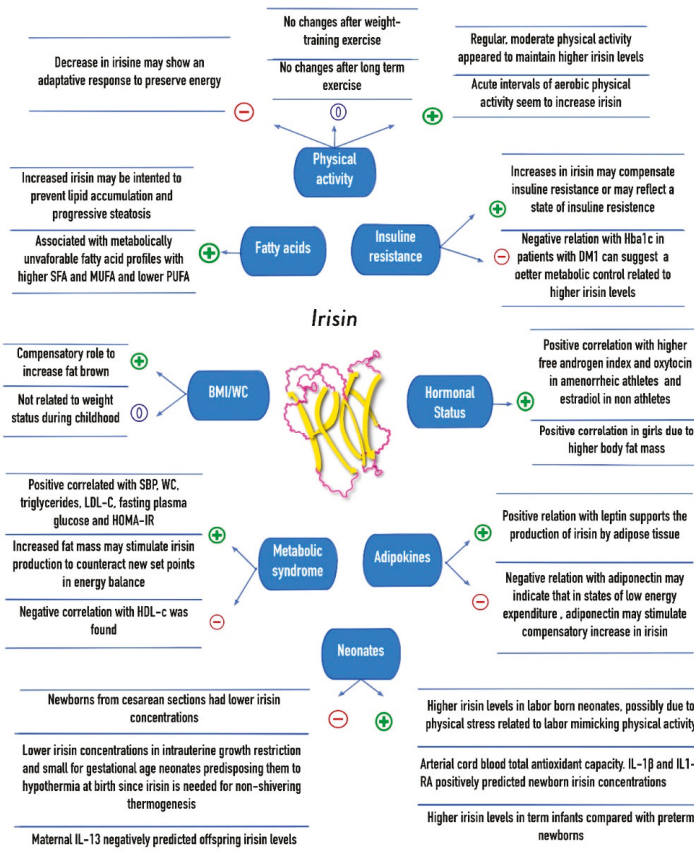 No changes after weight-
training exercise
No changes after long term
exercise
Decrease in irisine may show an
adaptative response to preserve energy
Regular, moderate physical activity
appeared to maintain higher irisin levels
Acute intervals of aerobic physical
activity seem to increase irisin
0
Physical
activity
Increased irisin may be intented to
prevent lipid accumulation and
progressive steatosis
Associated with metabolically
unvaforable fatty acid profiles with
higher SFA and MUFA and lower PUFA
Fatty acids
Insuline
resistance
Increases in irisin may compensate
insuline resistance or may reflect a
state of insuline resistence
Negative relation with Hba1c in
patients with DM1 can suggest a
better metabolic control related to
higher irisin levels
Irisin
Compensatory role to
increase fat brown
Not related to weight
status during childhood
0
BMI/WC
Hormonal
Status
Positive correlation with higher
free androgen index and oxytocin
in amenorrheic athletes and
estradiol in non athletes
Positive correlation in girls due to
higher body fat mass
Positive correlated with SBP, WC,
triglycerides, LDL-C, fasting plasma
glucose and HOMA-IR
Increased fat mass may stimulate irisin
production to counteract new set points
in energy balance
Negative correlation with HDL-c was
found
Metabolic
syndrome
Adipokines
Positive relation with leptin supports the
production of irisin by adipose tissue
Negative relation with adiponectin may
indicate that in states of low energy
expenditure , adiponectin may stimulate
compensatory increase in irisin
Neonates
Newborns from cesarean sections had lower irisin
concentrations
Lower irisin concentrations in intrauterine growth restriction
and small for gestational age neonates predisposing them to
hypothermia at birth since irisin is needed for non-shivering
thermogenesis
Maternal IL-13 negatively predicted offspring irisin levels
Higher irisin levels in labor born neonates, possibly due to
physical stress related to labor mimicking physical activity
Arterial cord blood total antioxidant capacity. IL-1β and IL1-
RA positively predicted newborn irisin concentrations
Higher irisin levels in term infants compared with preterm
newborns